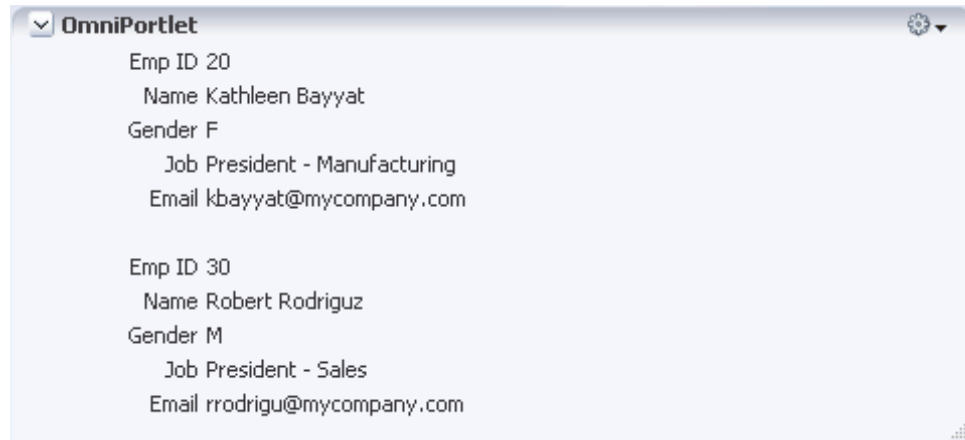 OmniPortlet
Emp ID 20
Name Kathleen Bayyat
Gender F
Job President - Manufacturing
Email kbayyat@mycompany.com
Emp ID 30
Name Robert Rodriguz
Gender M
Job President - Sales
Email rrodrigu@mycompany.com